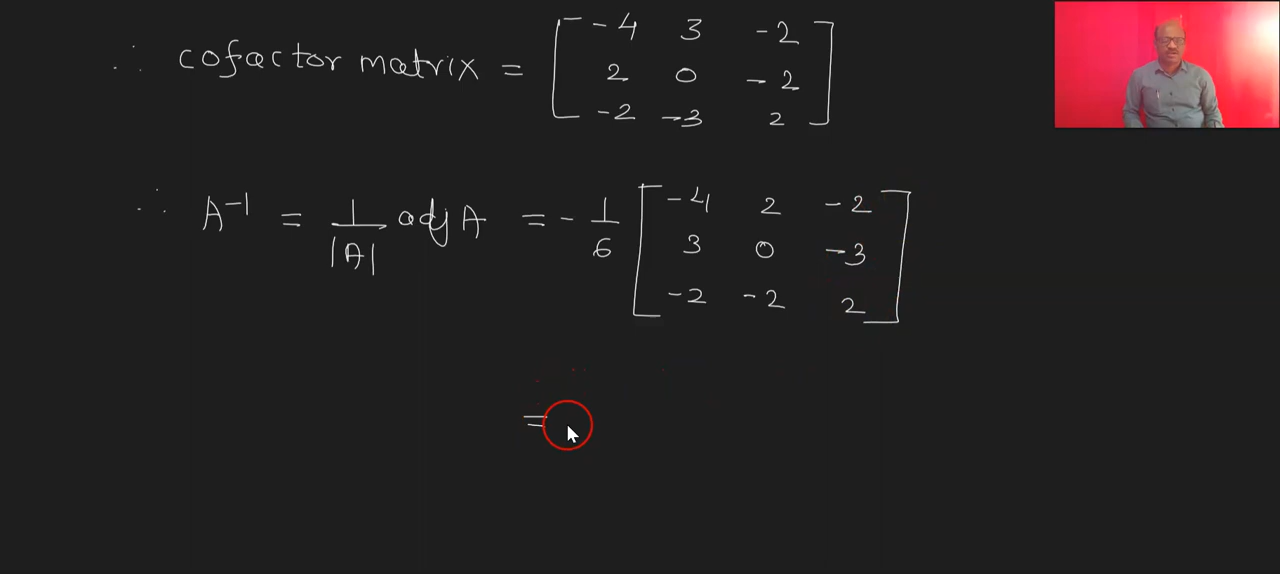 ∴ cofactor matrix = [ -4 3 -2
2 0 -2
-2 -3 2 ]
∴ A⁻¹ = 1/|A| adj A = - 1/6 [ -4 2 -2
3 0 -3
-2 -2 2 ]
=